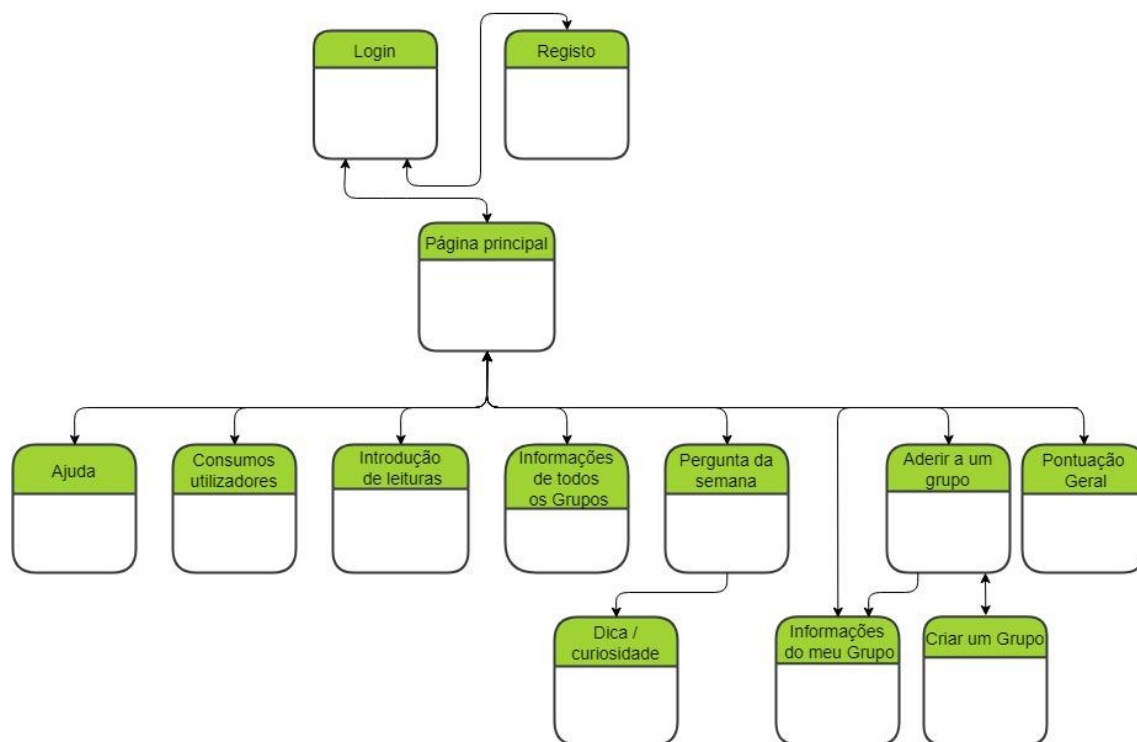 Login
Registo
Página principal
Ajuda
Consumos
utilizadores
Introdução
de leituras
Informações
de todos
os Grupos
Pergunta da
semana
Aderir a um
grupo
Pontuação
Geral
Dica /
curiosidade
Informações
do meu Grupo
Criar um Grupo